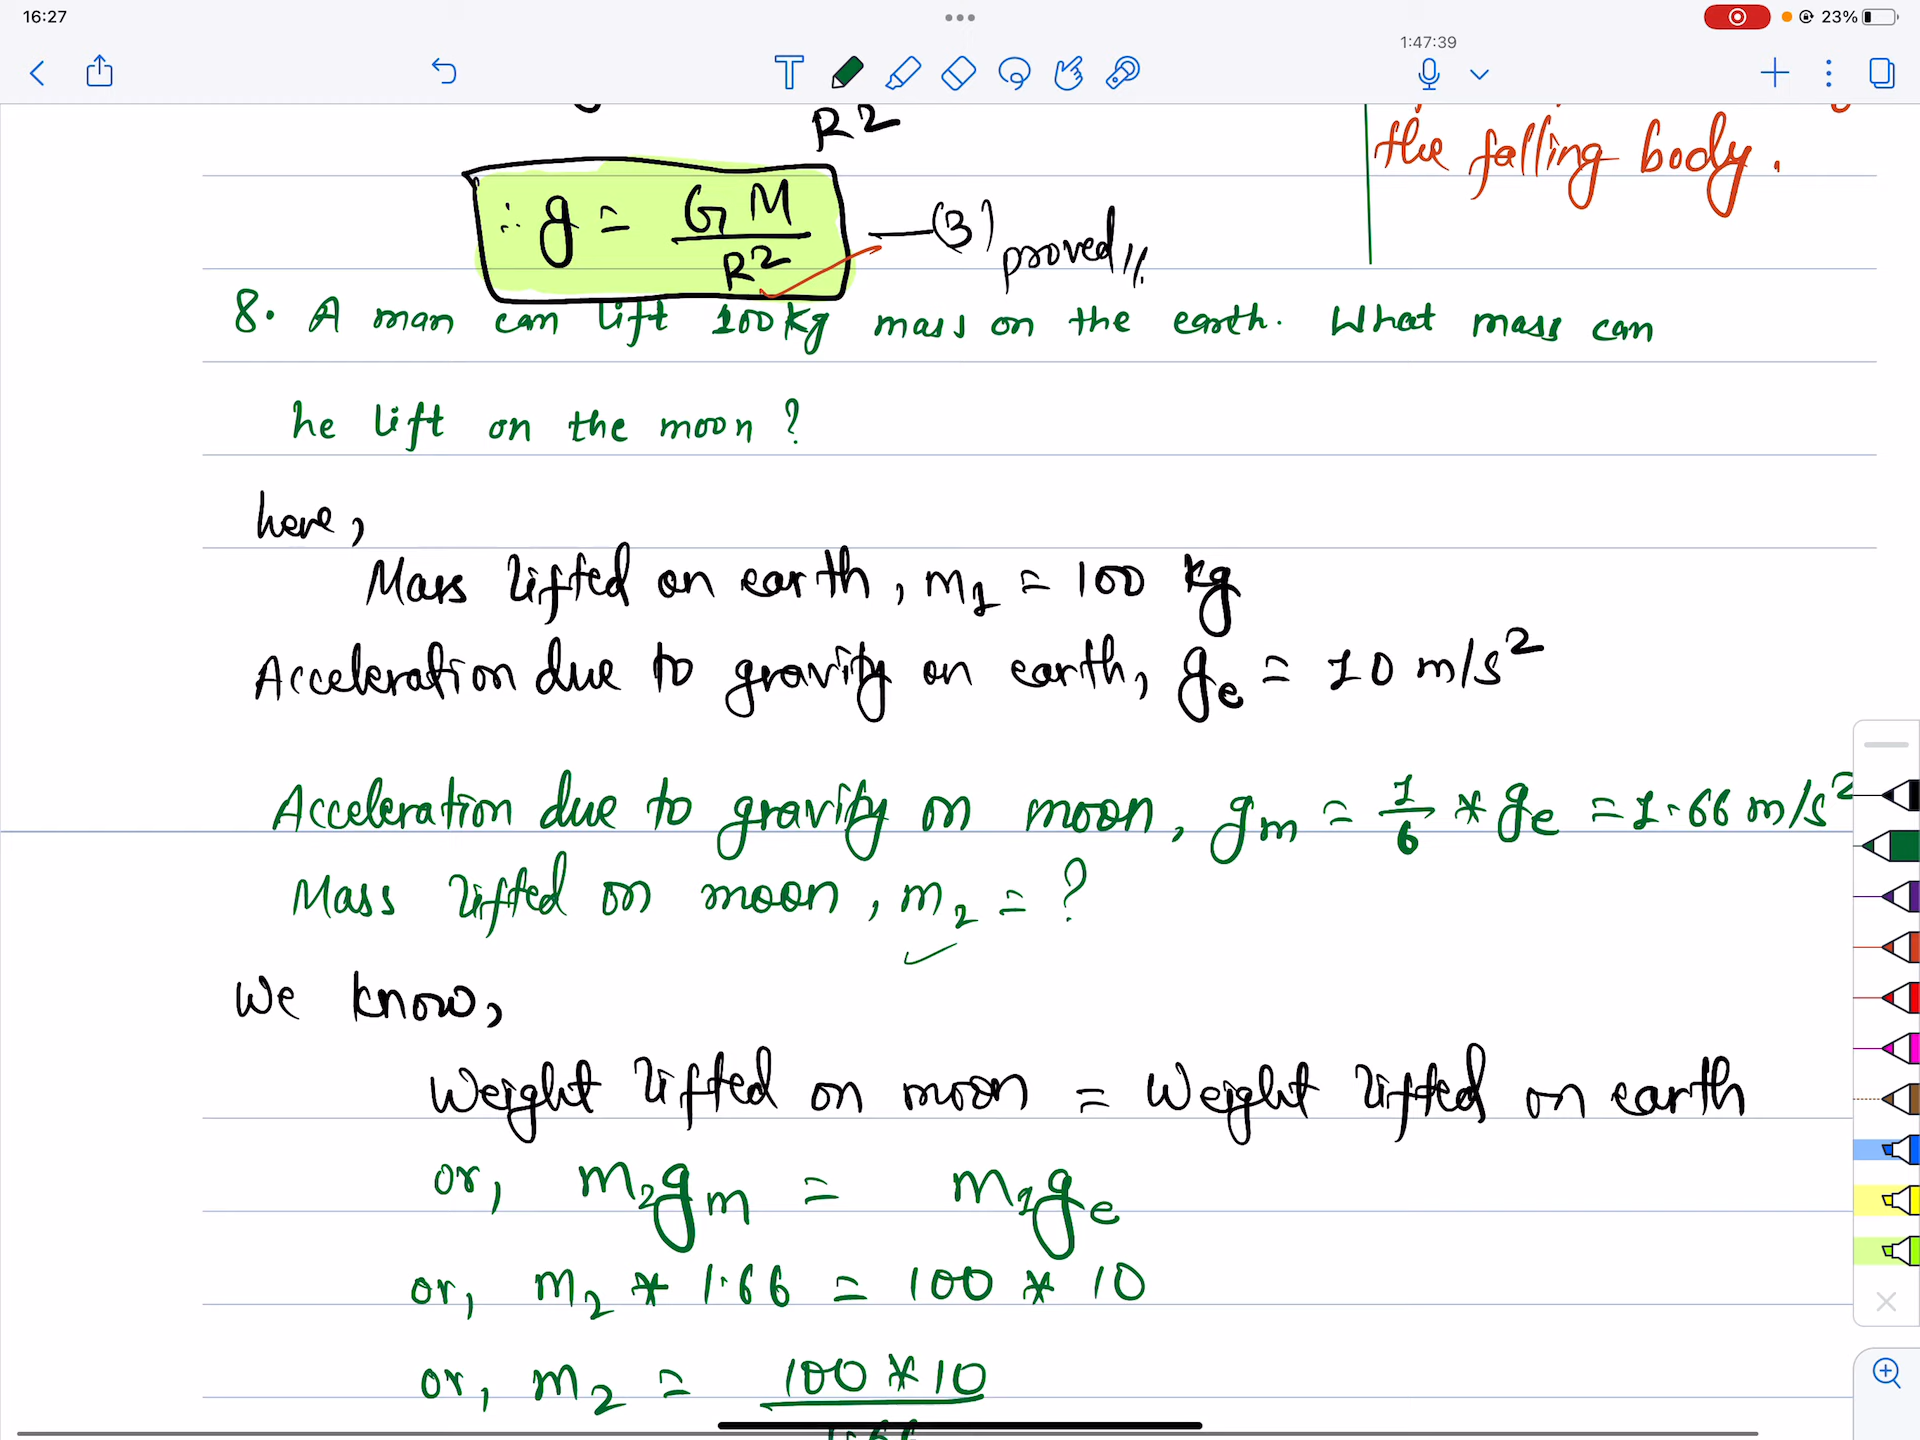 16:27
23%
1:47:39
R2
the falling body.
∴ g = GM/R2 —(3) proved//.
8. A man can lift 100kg mass on the earth. What mass can
he lift on the moon?
here,
Mass lifted on earth, m1 = 100 kg
Acceleration due to gravity on earth, ge = 10 m/s2
Acceleration due to gravity on moon, gm = 1/6 * ge = 1.66 m/s2
Mass lifted on moon, m2 = ?
We know,
Weight lifted on moon = Weight lifted on earth
or, m2gm = m1ge
or, m2 * 1.66 = 100 * 10
or, m2 = 100 * 10